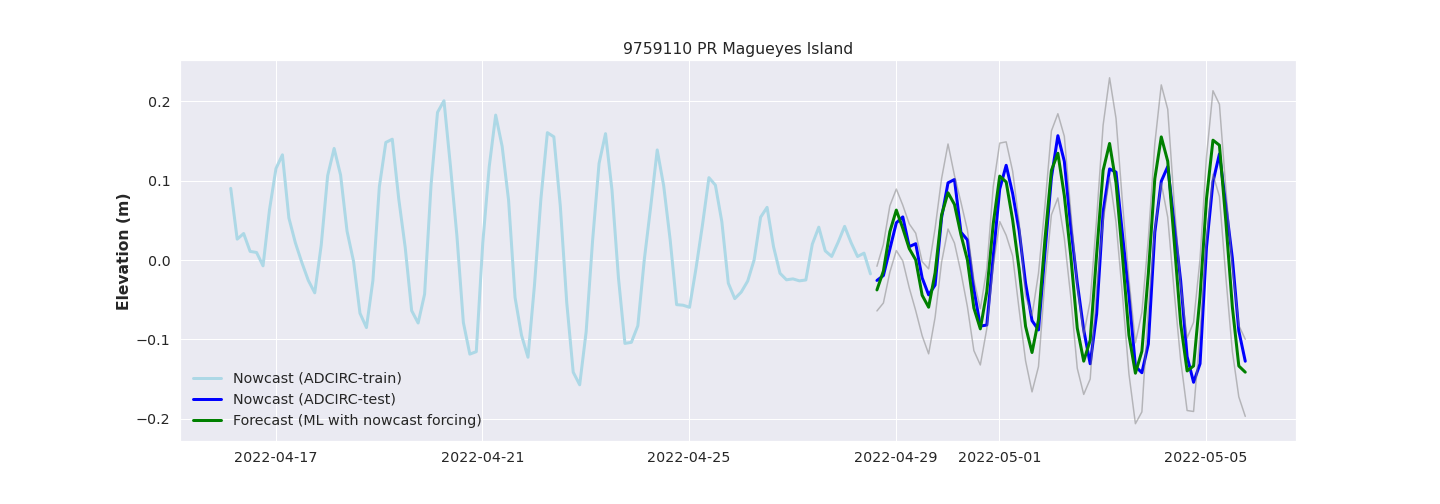 9759110 PR Magueyes Island
Elevation (m)
0.2
0.1
0.0
−0.1
−0.2
Nowcast (ADCIRC-train)
Nowcast (ADCIRC-test)
Forecast (ML with nowcast forcing)
2022-04-17 2022-04-21 2022-04-25 2022-04-29 2022-05-01 2022-05-05